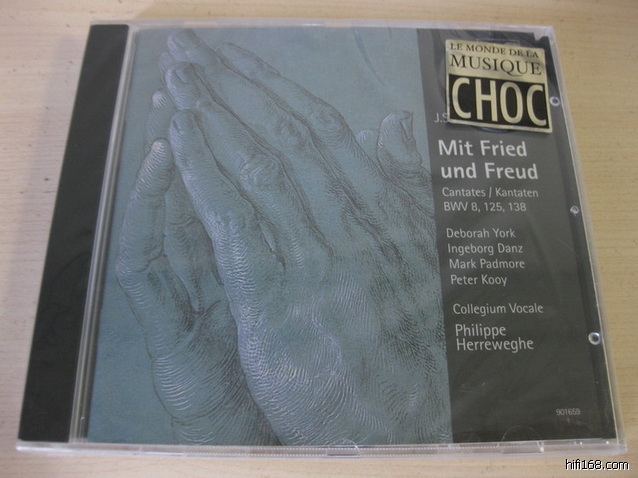 LE MONDE DE LA
MUSIQUE
CHOC
J.S
Mit Fried
und Freud
Cantates / Kantaten
BWV 8, 125, 138
Deborah York
Ingeborg Danz
Mark Padmore
Peter Kooy
Collegium Vocale
Philippe
Herreweghe
901659
hifi168.com